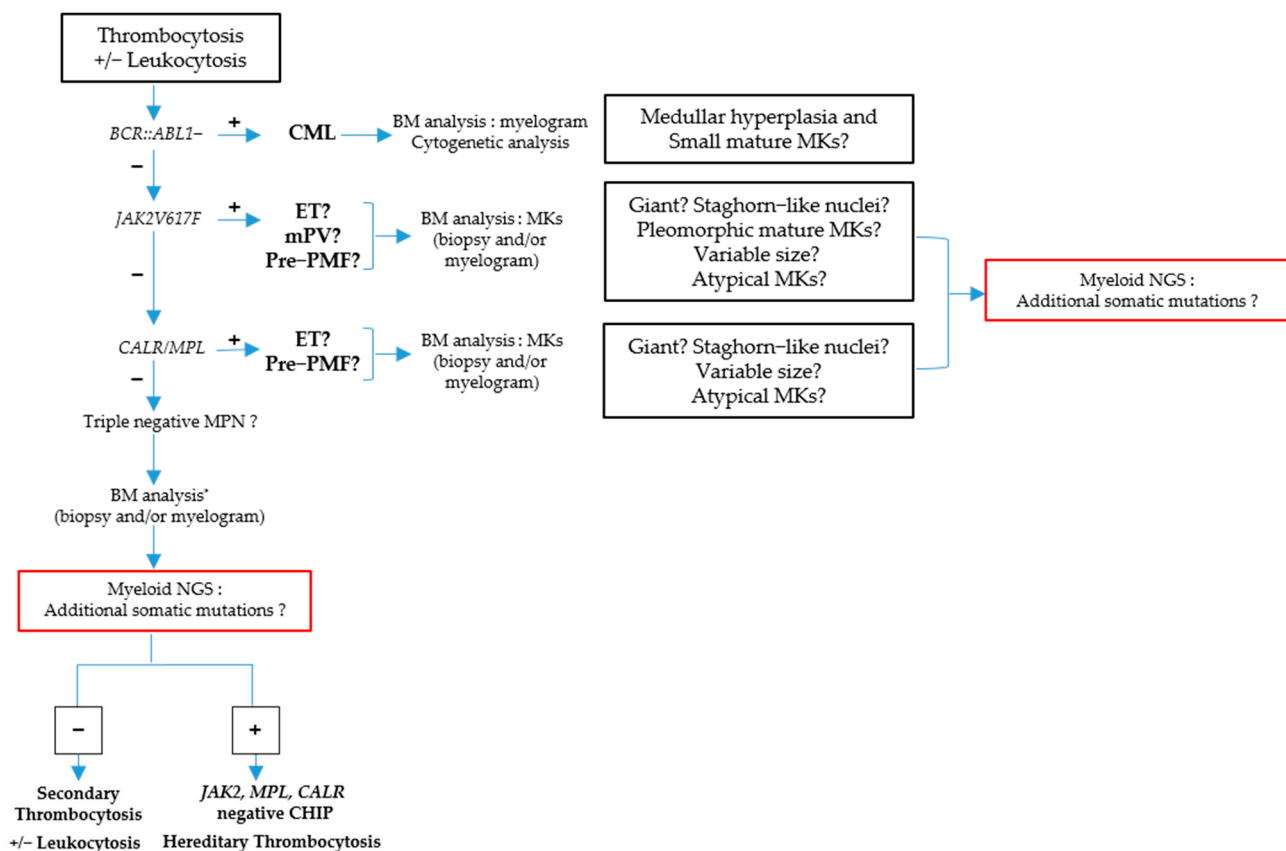 Thrombocytosis
+/− Leukocytosis
BCR::ABL1−
+
CML
BM analysis : myelogram
Cytogenetic analysis
Medullar hyperplasia and
Small mature MKs?
−
JAK2V617F
+
ET?
mPV?
Pre−PMF?
BM analysis : MKs
(biopsy and/or
myelogram)
Giant? Staghorn−like nuclei?
Pleomorphic mature MKs?
Variable size?
Atypical MKs?
Myeloid NGS :
Additional somatic mutations ?
−
CALR/MPL
+
ET?
Pre−PMF?
BM analysis : MKs
(biopsy and/or
myelogram)
Giant? Staghorn−like nuclei?
Variable size?
Atypical MKs?
−
Triple negative MPN ?
BM analysis*
(biopsy and/or myelogram)
Myeloid NGS :
Additional somatic mutations ?
−
+
Secondary
Thrombocytosis
+/− Leukocytosis
JAK2, MPL, CALR
negative CHIP
Hereditary Thrombocytosis